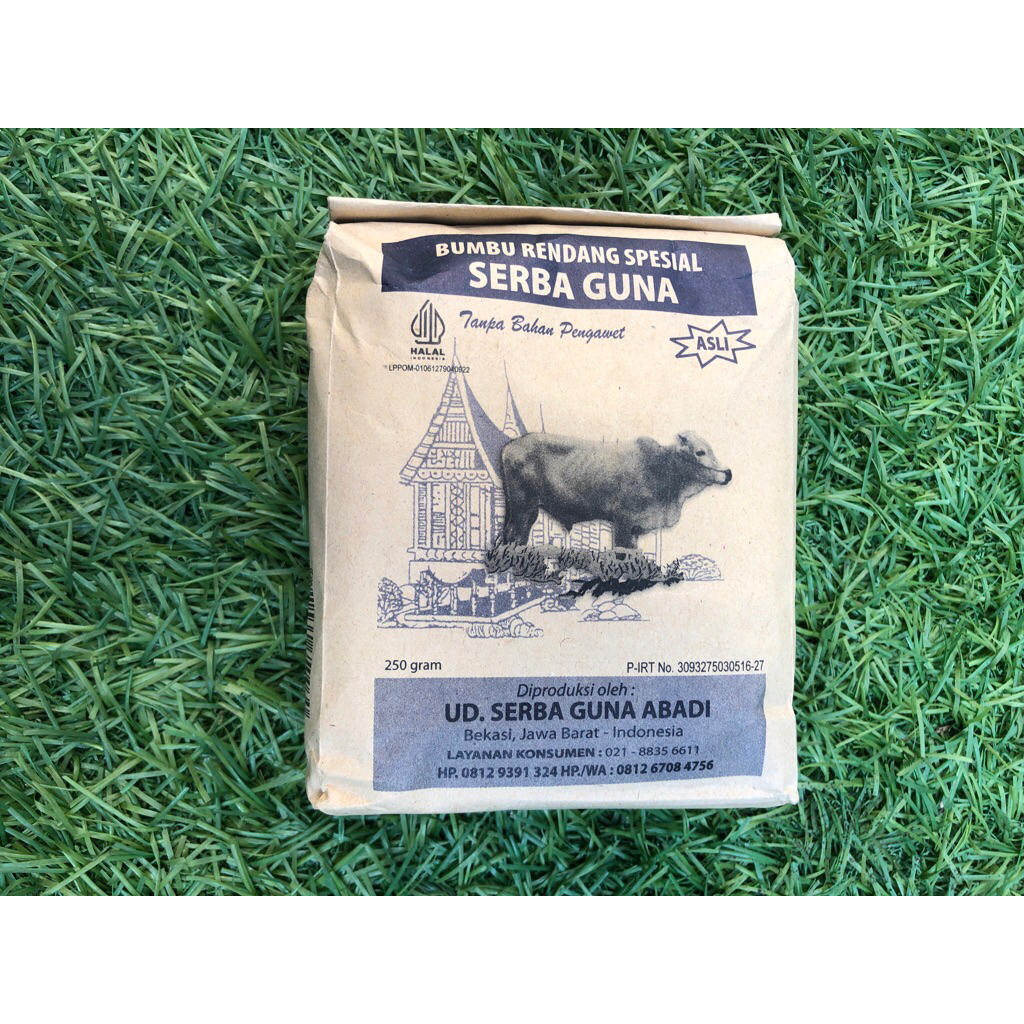 BUMBU RENDANG SPESIAL
SERBA GUNA
HALAL
INDONESIA
Tanpa Bahan Pengawet
ASLI
LPPOM-01061279040922
250 gram
P-IRT No. 3093275030516-27
Diproduksi oleh :
UD. SERBA GUNA ABADI
Bekasi, Jawa Barat - Indonesia
LAYANAN KONSUMEN : 021 - 8835 6611
HP. 0812 9391 324 HP./WA : 0812 6708 4756